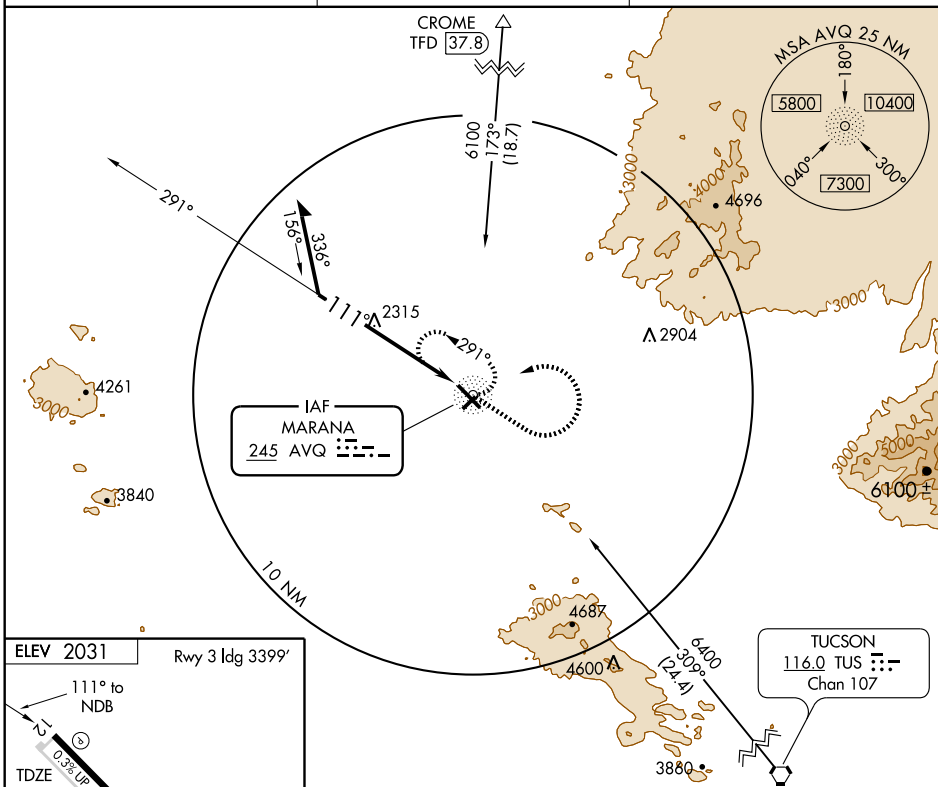 CROME
TFD 37.8
MSA AVQ 25 NM
180°
5800
10400
040°
300°
7300
6100
173°
(18.7)
3000
4000
4696
291°
156°
336°
111°
2315
291°
3000
2904
4261
3000
IAF
MARANA
245 AVQ
3840
3000
5000
6100±
3000
10 NM
3000
4687
4600
6400
309°
(24.4)
TUCSON
116.0 TUS
Chan 107
3880
ELEV 2031
Rwy 3 ldg 3399'
111° to
NDB
12
P
0.3% UP
TDZE